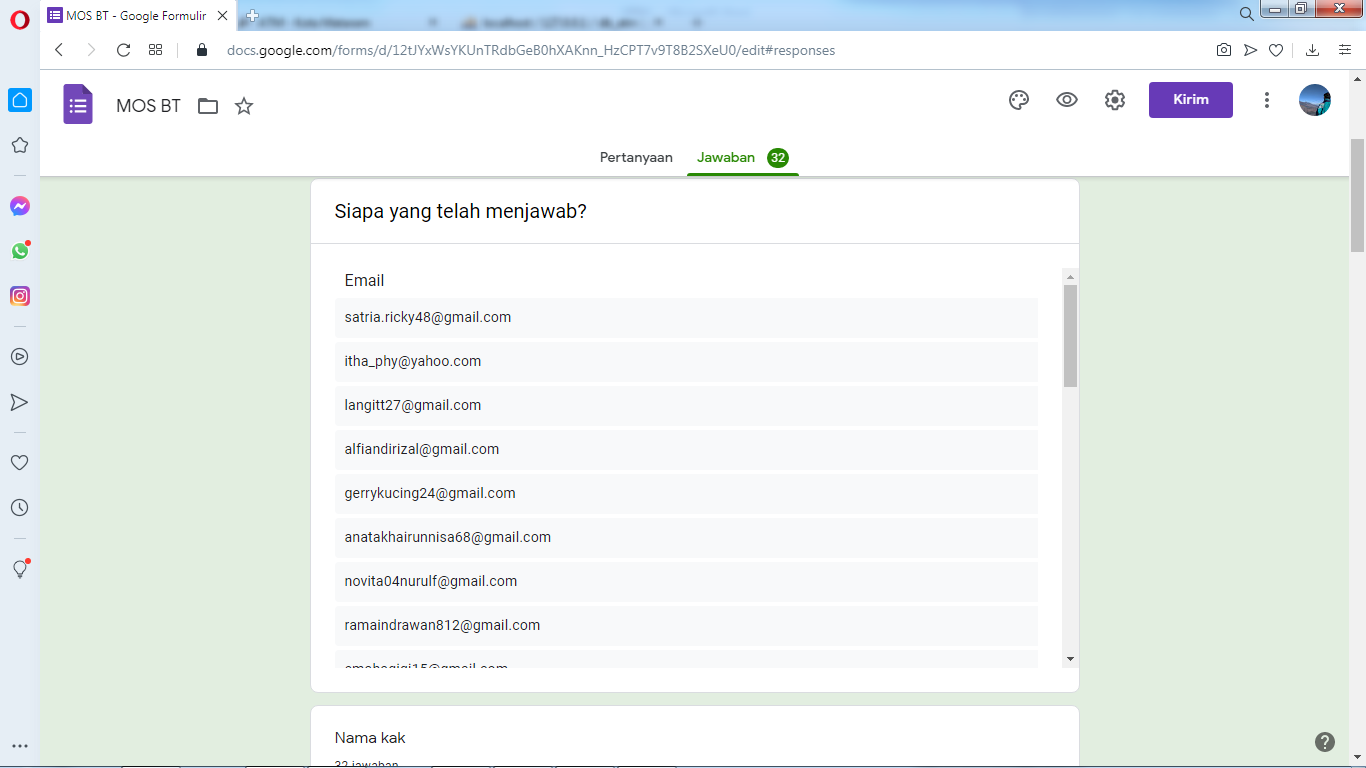 MOS BT - Google Formulir
docs.google.com/forms/d/12tJYxWsYKUnTRdbGeB0hXAKnn_HzCPT7v9T8B2SXeU0/edit#responses
MOS BT
Kirim
Pertanyaan
Jawaban 32
Siapa yang telah menjawab?
Email
satria.ricky48@gmail.com
itha_phy@yahoo.com
langitt27@gmail.com
alfiandirizal@gmail.com
gerrykucing24@gmail.com
anatakhairunnisa68@gmail.com
novita04nurulf@gmail.com
ramaindrawan812@gmail.com
Nama kak
32 jawaban